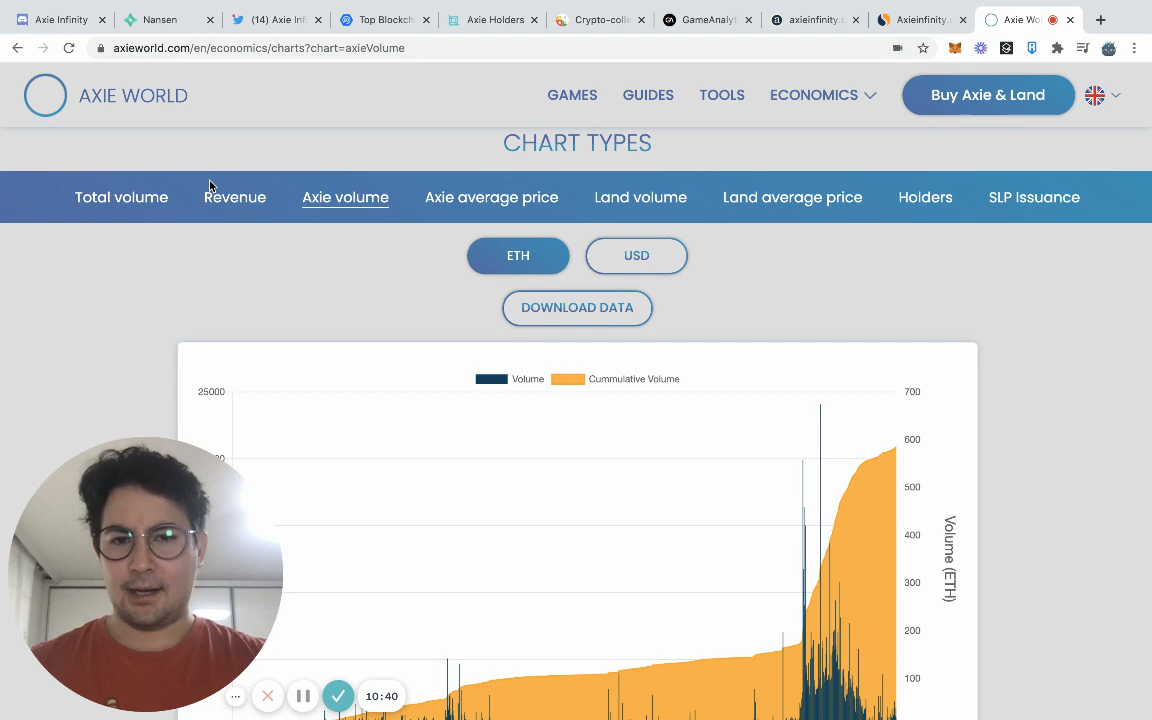 Axie Infinity
Nansen
(14) Axie Infi
Top Blockch
Axie Holders
Crypto-colle
GameAnalyt
axieinfinity.c
Axieinfinity.c
Axie Wo
axieworld.com/en/economics/charts?chart=axieVolume
AXIE WORLD
GAMES
GUIDES
TOOLS
ECONOMICS
Buy Axie & Land
CHART TYPES
Total volume
Revenue
Axie volume
Axie average price
Land volume
Land average price
Holders
SLP Issuance
ETH
USD
DOWNLOAD DATA
Volume
Cummulative Volume
25000
700
600
500
400
300
200
100
Volume (ETH)
10:40